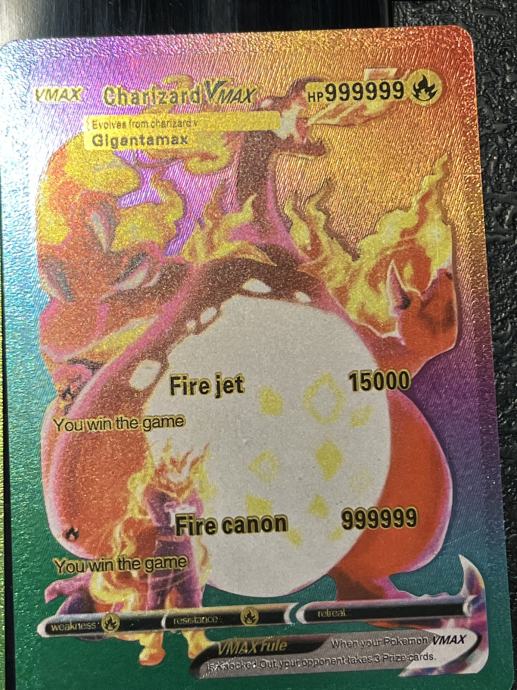 VMAX Charizard VMAX HP 999999
Evolves from charizard v
Gigantamax
Fire jet 15000
You win the game
Fire canon 999999
You win the game
weakness: resistance: retreat:
VMAX rule When your Pokemon VMAX
is Knocked Out, your opponent takes 3 Prize cards.